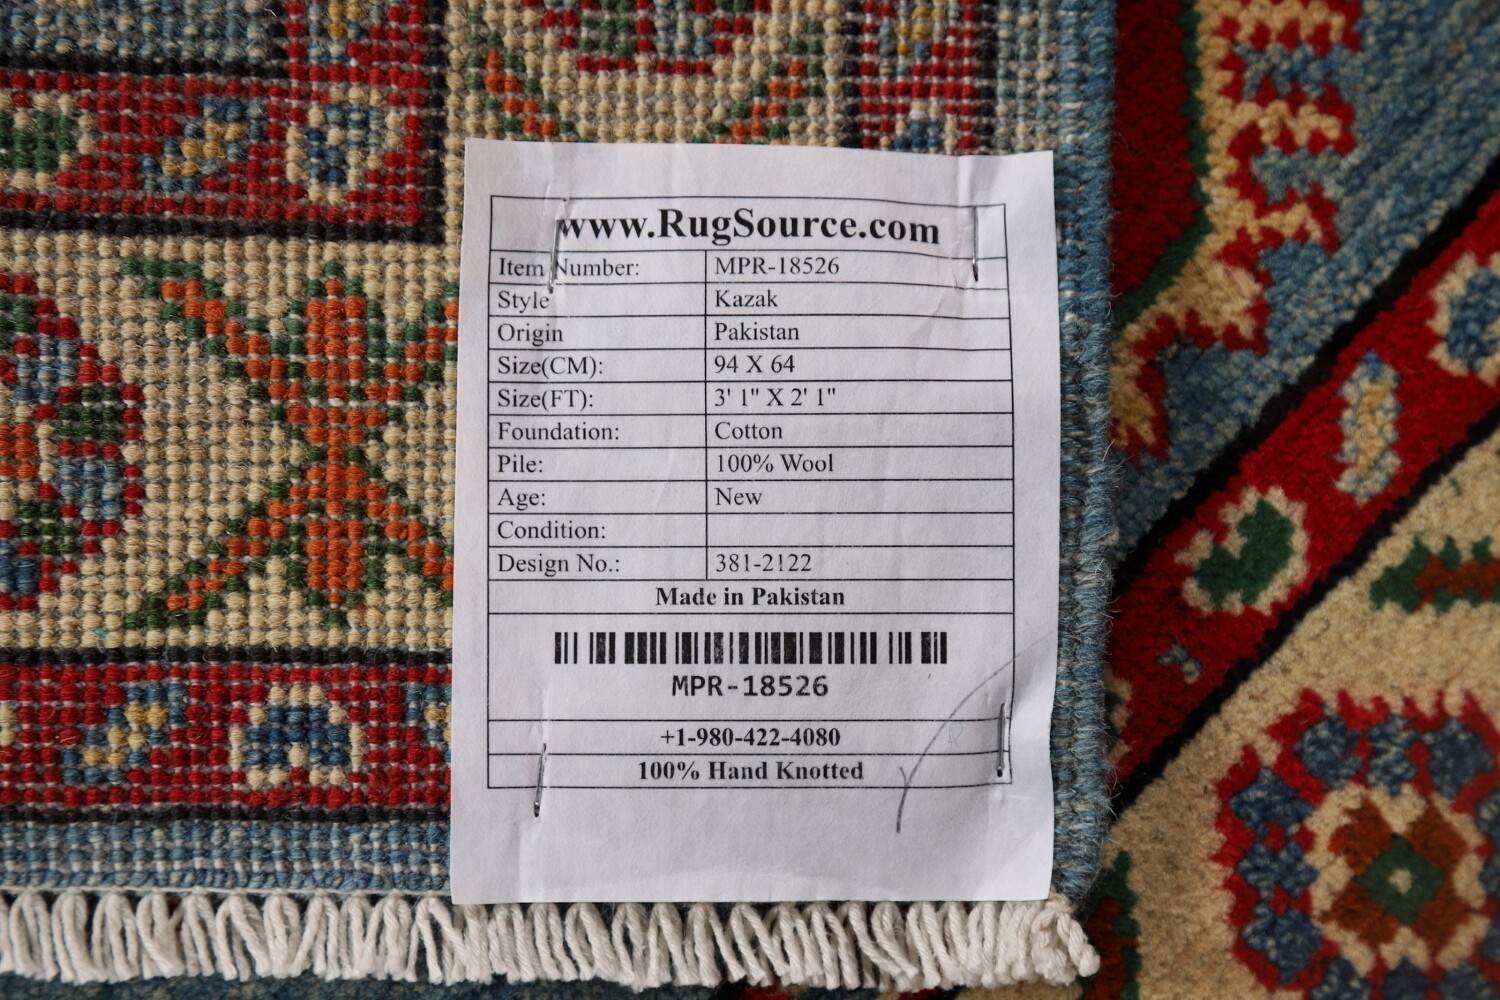 www.RugSource.com
Item Number: MPR-18526
Style Kazak
Origin Pakistan
Size(CM): 94 X 64
Size(FT): 3' 1" X 2' 1"
Foundation: Cotton
Pile: 100% Wool
Age: New
Condition:
Design No.: 381-2122
Made in Pakistan
MPR-18526
+1-980-422-4080
100% Hand Knotted